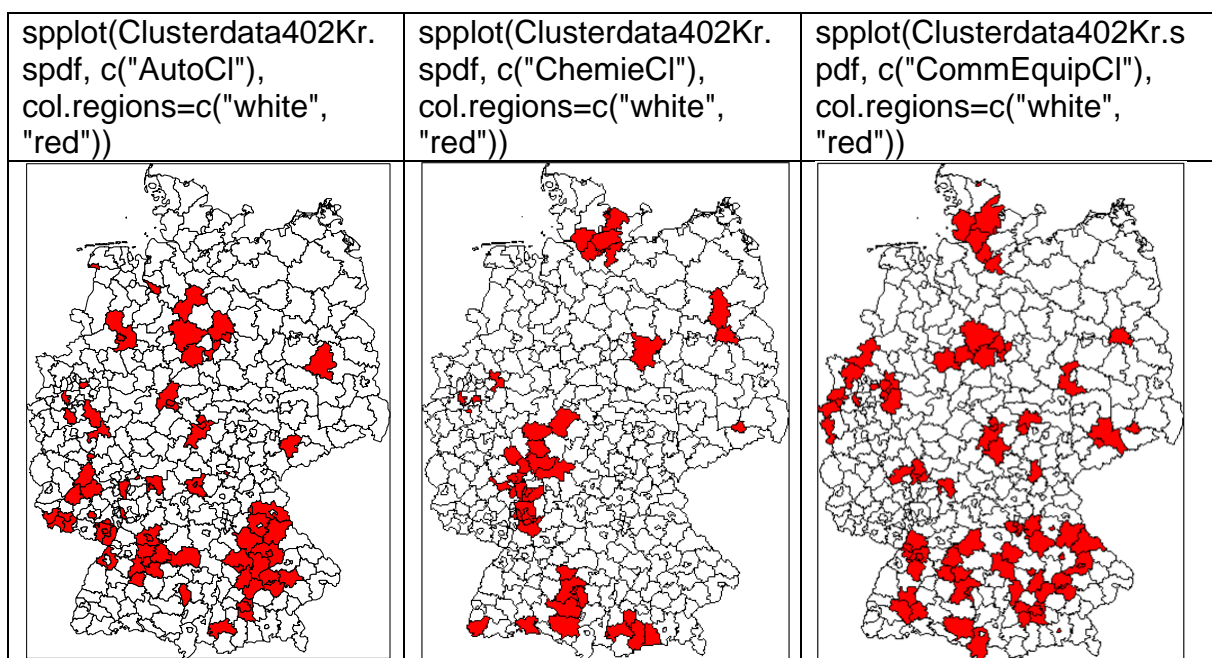 spplot(Clusterdata402Kr.
spdf, c("AutoCl"),
col.regions=c("white",
"red"))
spplot(Clusterdata402Kr.
spdf, c("ChemieCl"),
col.regions=c("white",
"red"))
spplot(Clusterdata402Kr.s
pdf, c("CommEquipCl"),
col.regions=c("white",
"red"))